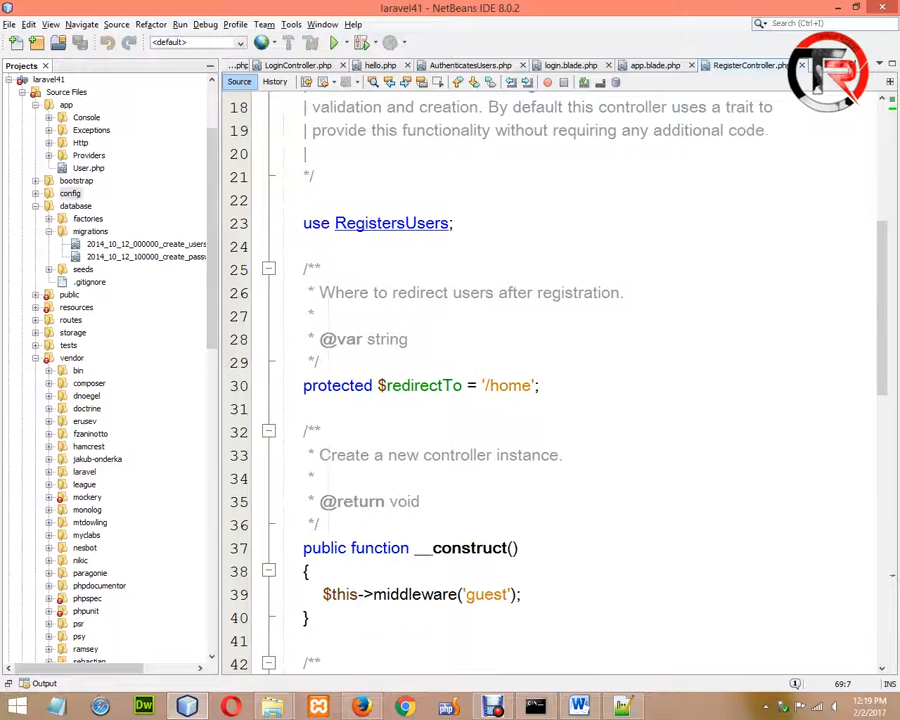 laravel41 - NetBeans IDE 8.0.2
File Edit View Navigate Source Refactor Run Debug Profile Team Tools Window Help
Search (Ctrl+I)
<default>
Projects
...php LoginController.php hello.php AuthenticatesUsers.php login.blade.php app.blade.php RegisterController.php
Source History
laravel41
Source Files
app
Console
Exceptions
Http
Providers
User.php
bootstrap
config
database
factories
migrations
2014_10_12_000000_create_users
2014_10_12_100000_create_passw
seeds
.gitignore
public
resources
routes
storage
tests
vendor
bin
composer
dnoegel
doctrine
erusev
fzaninotto
hamcrest
jakub-onderka
laravel
league
mockery
monolog
mtdowling
myclabs
nesbot
nikic
paragonie
phpdocumentor
phpspec
phpunit
psr
psy
ramsey
sebastian
18 | validation and creation. By default this controller uses a trait to
19 | provide this functionality without requiring any additional code.
20 |
21 */
22
23 use RegistersUsers;
24
25 /**
26 * Where to redirect users after registration.
27 *
28 * @var string
29 */
30 protected $redirectTo = '/home';
31
32 /**
33 * Create a new controller instance.
34 *
35 * @return void
36 */
37 public function __construct()
38 {
39 $this->middleware('guest');
40 }
41
42 /**
Output
69:7 INS
Dw
php
12:19 PM
2/2/2017